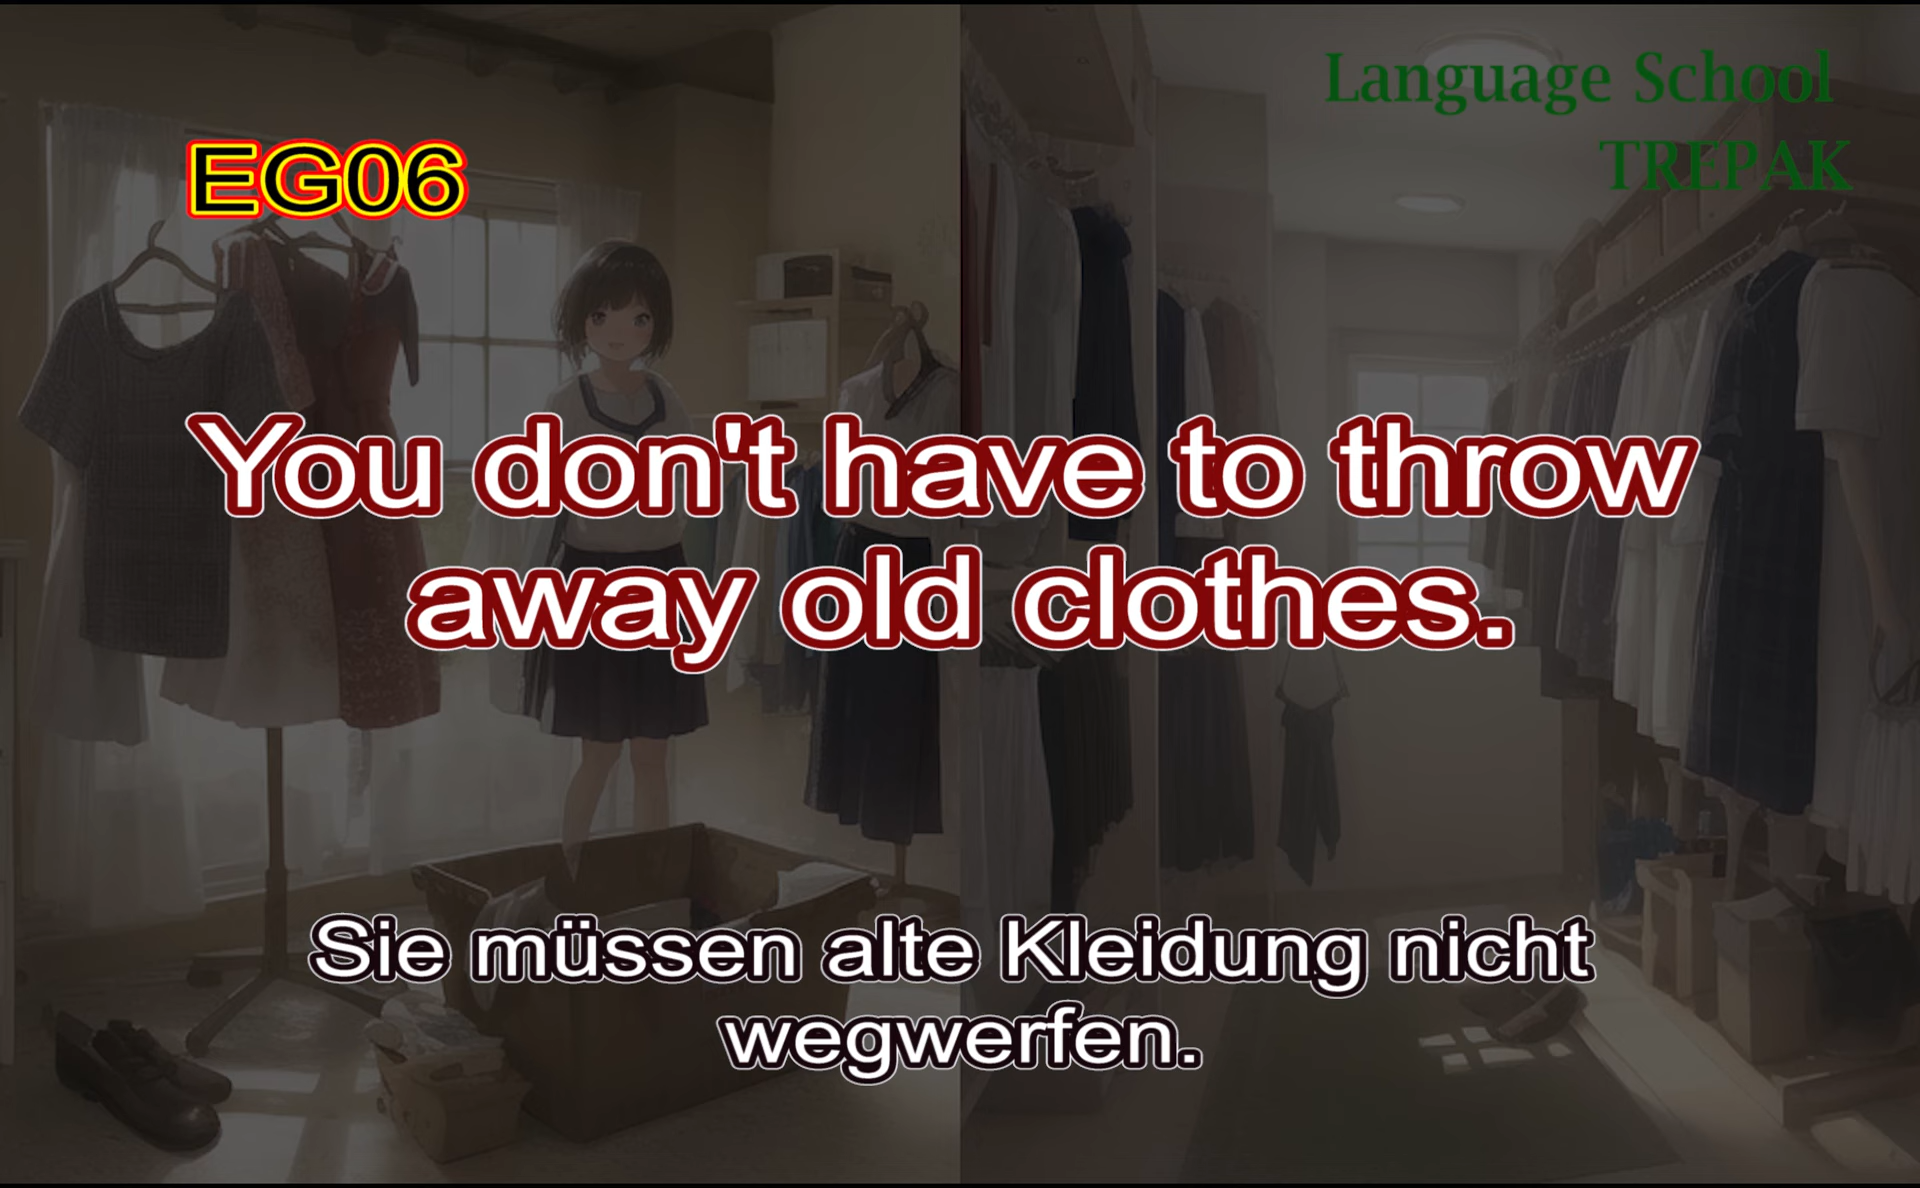 Language School
TREPAK
EG06
You don't have to throw
away old clothes.
Sie müssen alte Kleidung nicht
wegwerfen.